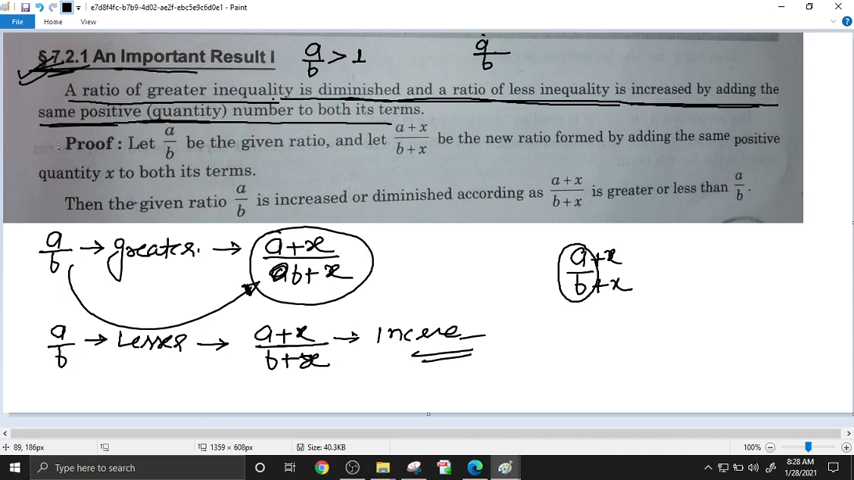 e7d8f4fc-b7b9-4d02-ae2f-ebc5e9c6d0e1 - Paint
File Home View
§7.2.1 An Important Result I a/b > 1 a/b
A ratio of greater inequality is diminished and a ratio of less inequality is increased by adding the
same positive (quantity) number to both its terms.
Proof : Let a/b be the given ratio, and let a + x/b + x be the new ratio formed by adding the same positive
quantity x to both its terms.
Then the given ratio a/b is increased or diminished according as a + x/b + x is greater or less than a/b.
a/b → greater. → a+x/b+x a+x/b+x
a/b → Lesser → a+x/b+x → Increse
89, 186px 1359 × 608px Size: 40.3KB 100%
Type here to search 8:28 AM
1/28/2021